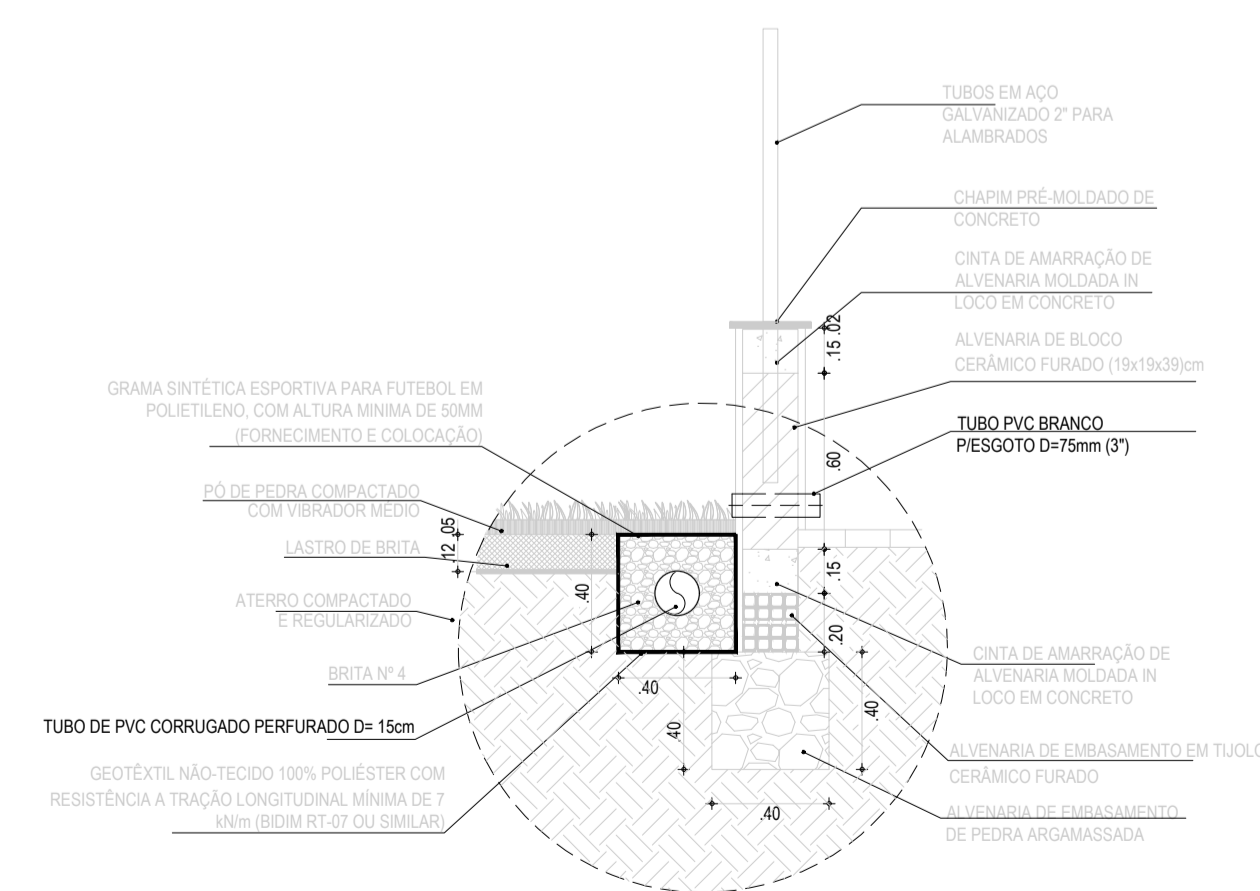 TUBOS EM AÇO
GALVANIZADO 2" PARA
ALAMBRADOS
CHAPIM PRÉ-MOLDADO DE
CONCRETO
CINTA DE AMARRAÇÃO DE
ALVENARIA MOLDADA IN
LOCO EM CONCRETO
ALVENARIA DE BLOCO
CERÂMICO FURADO (19x19x39)cm
TUBO PVC BRANCO
P/ESGOTO D=75mm (3")
GRAMA SINTÉTICA ESPORTIVA PARA FUTEBOL EM
POLIETILENO, COM ALTURA MINIMA DE 50MM
(FORNECIMENTO E COLOCAÇÃO)
PÓ DE PEDRA COMPACTADO
COM VIBRADOR MÉDIO
LASTRO DE BRITA
ATERRO COMPACTADO
E REGULARIZADO
BRITA Nº 4
TUBO DE PVC CORRUGADO PERFURADO D= 15cm
GEOTÊXTIL NÃO-TECIDO 100% POLIÉSTER COM
RESISTÊNCIA A TRAÇÃO LONGITUDINAL MÍNIMA DE 7
kN/m (BIDIM RT-07 OU SIMILAR)
.02
.15
.60
.15
.20
.40
.05
.12
.40
.40
.40
.40
CINTA DE AMARRAÇÃO DE
ALVENARIA MOLDADA IN
LOCO EM CONCRETO
ALVENARIA DE EMBASAMENTO EM TIJOLO
CERÂMICO FURADO
ALVENARIA DE EMBASAMENTO
DE PEDRA ARGAMASSADA